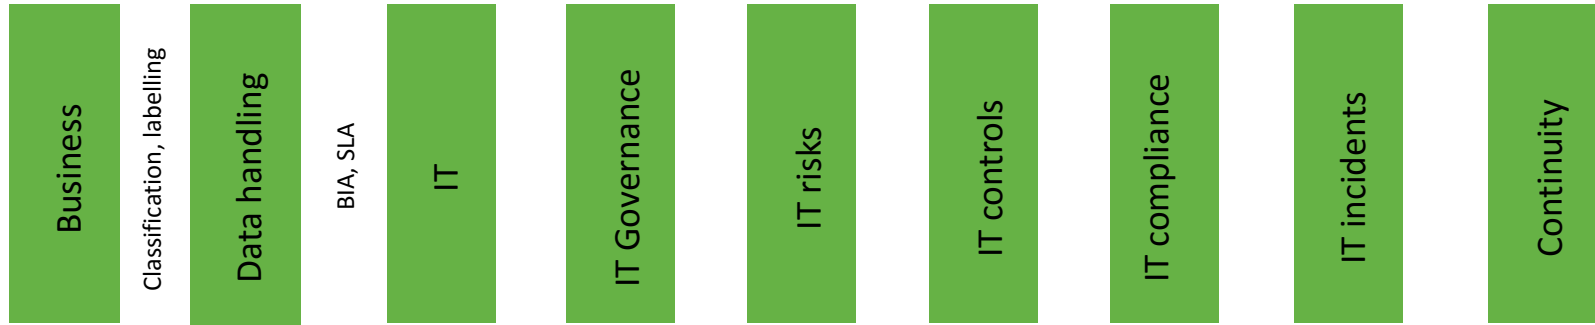 Business
Classification, labelling
Data handling
BIA, SLA
IT
IT Governance
IT risks
IT controls
IT compliance
IT incidents
Continuity